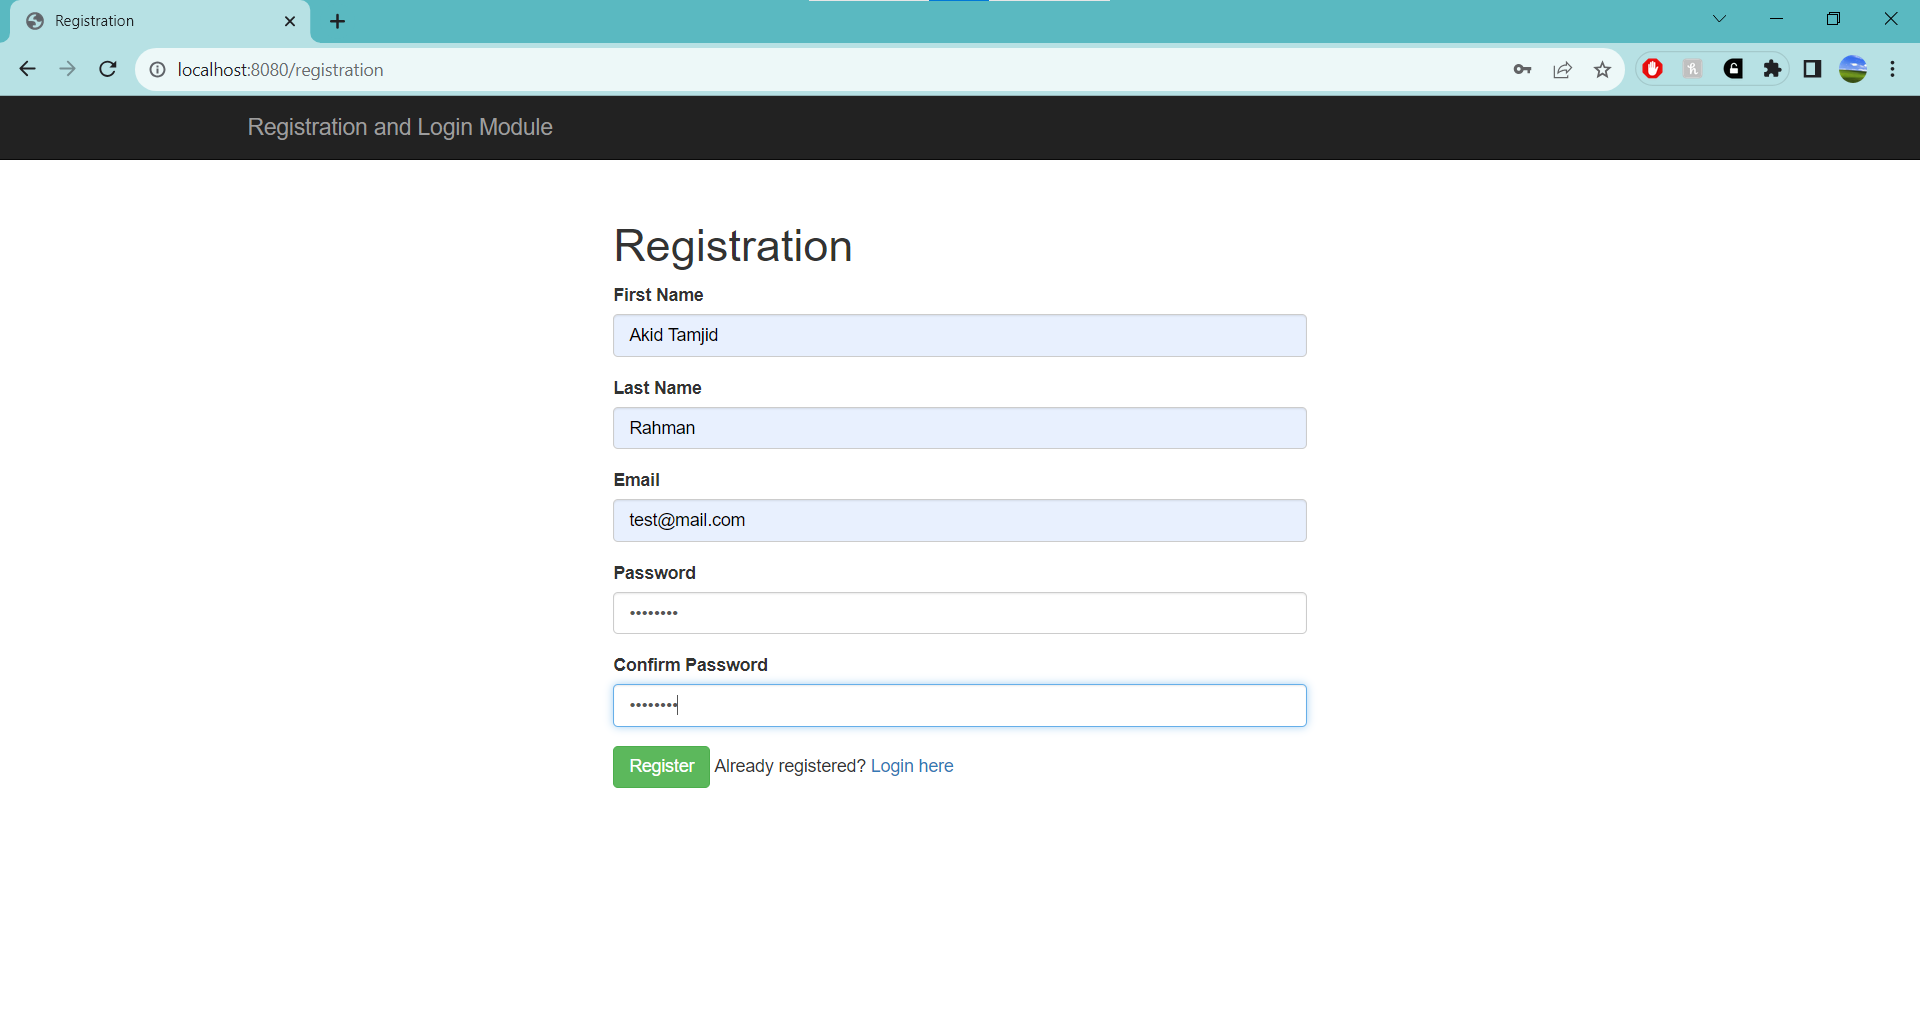 Registration
localhost:8080/registration
Registration and Login Module
Registration
First Name
Akid Tamjid
Last Name
Rahman
Email
test@mail.com
Password
••••••••
Confirm Password
••••••••
Register Already registered? Login here